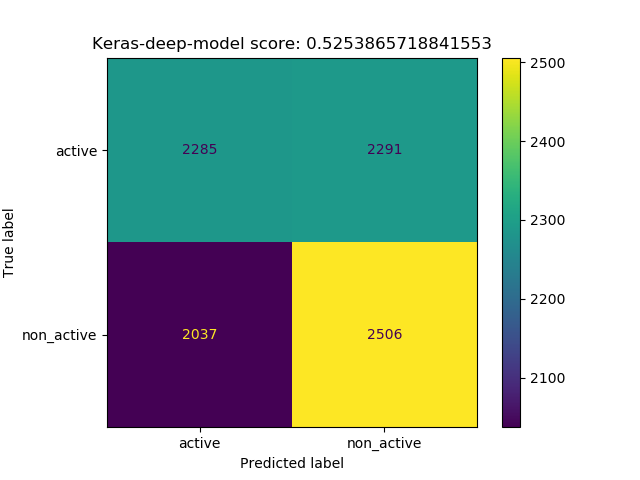 Keras-deep-model score: 0.5253865718841553
active
2285
2291
non_active
2037
2506
active
non_active
Predicted label
True label
2500
2400
2300
2200
2100